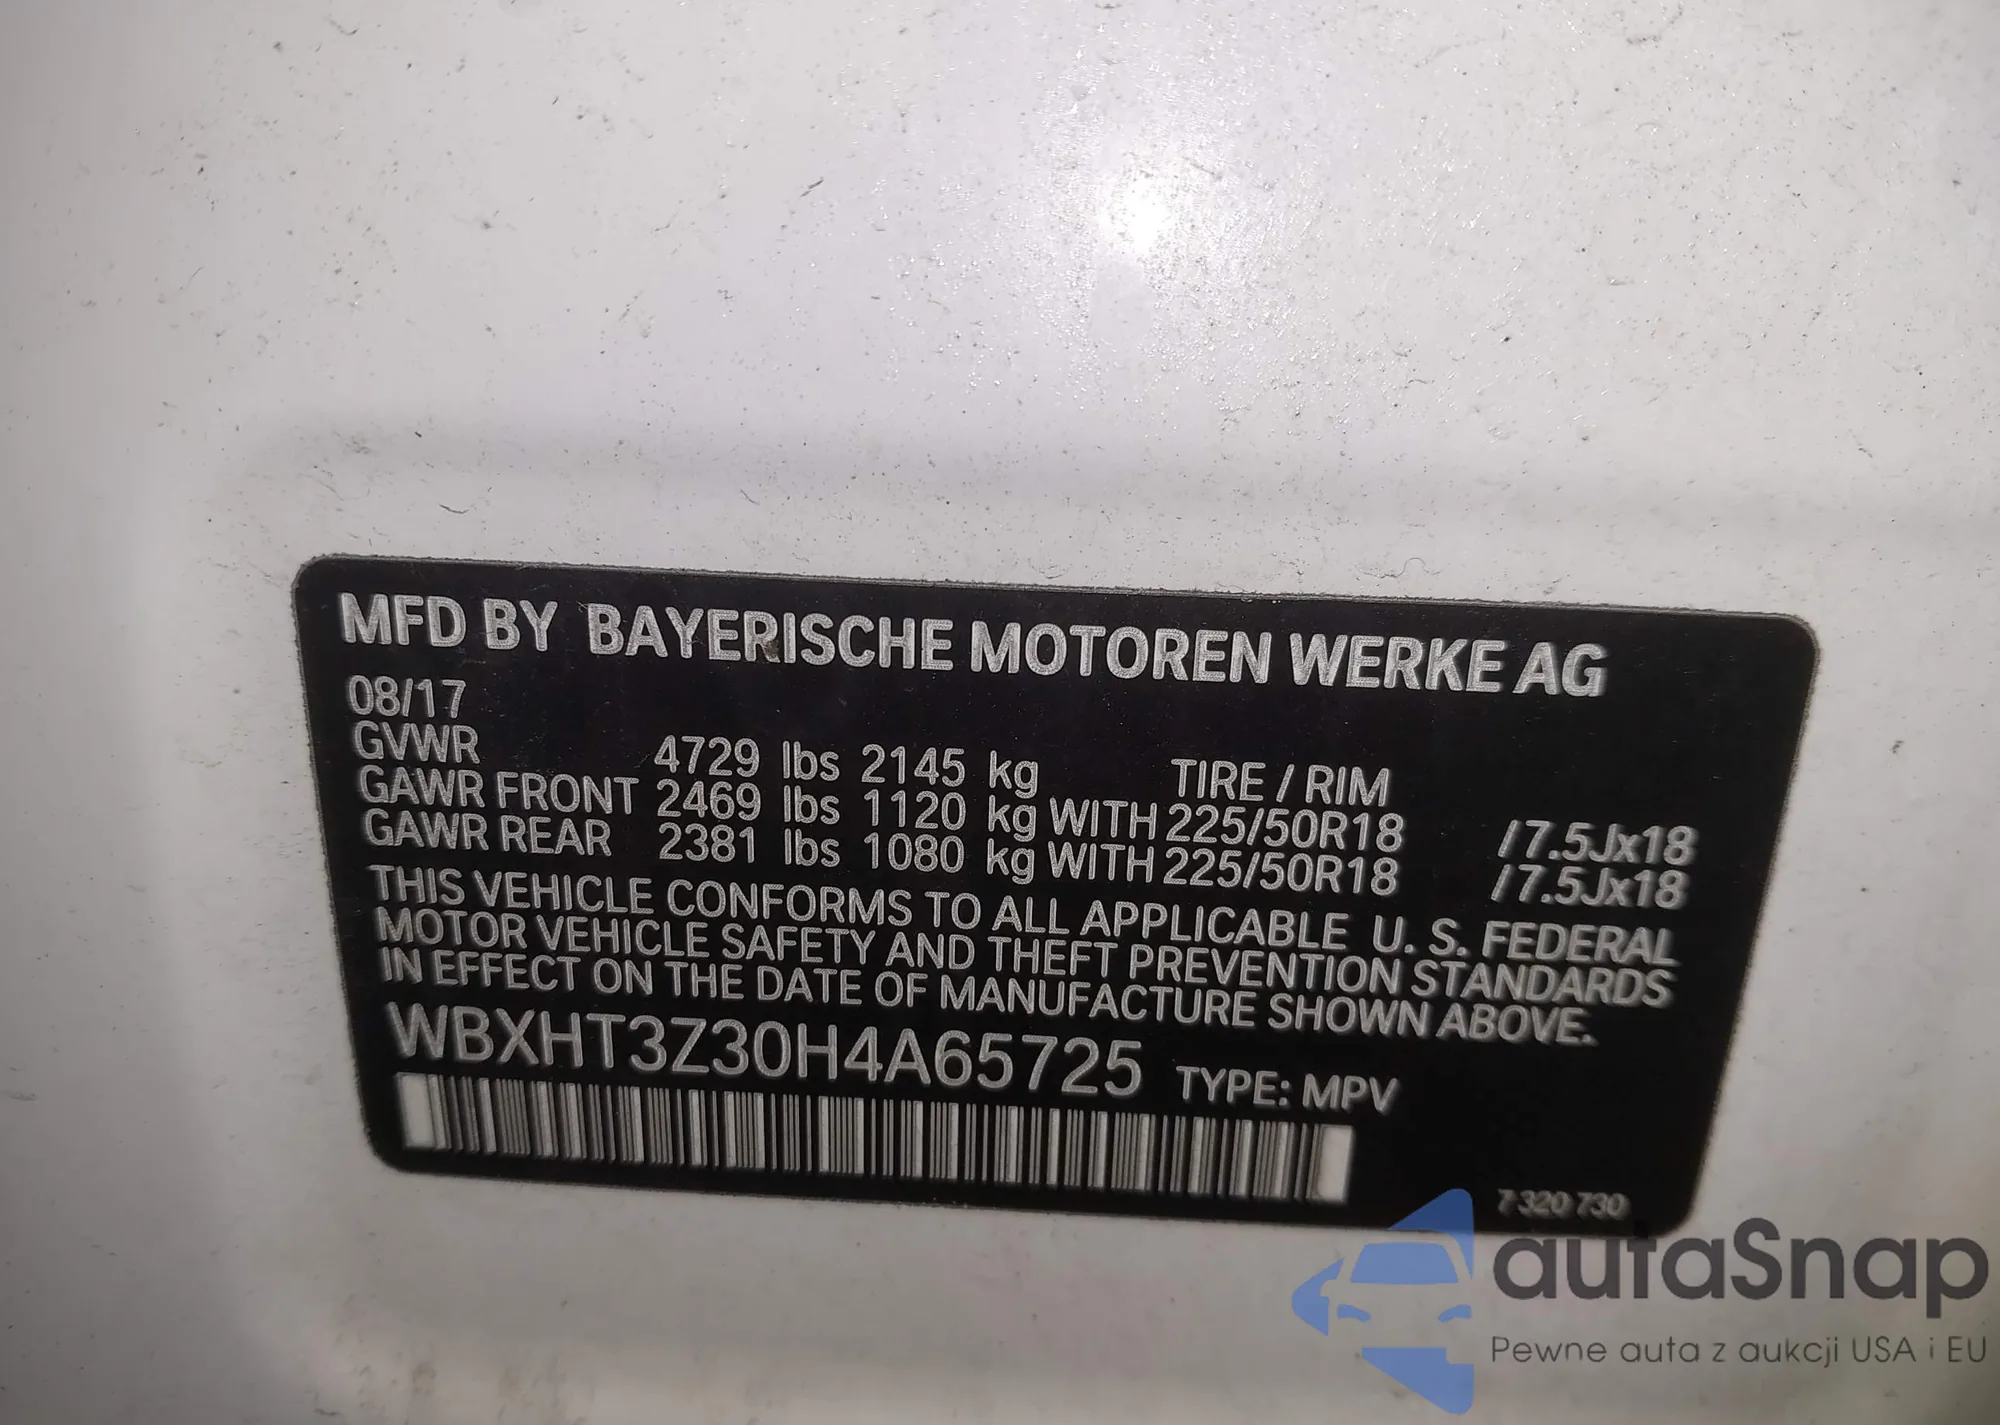 MFD BY BAYERISCHE MOTOREN WERKE AG
08/17
GVWR 4729 lbs 2145 kg TIRE / RIM
GAWR FRONT 2469 lbs 1120 kg WITH 225/50R18 / 7.5Jx18
GAWR REAR 2381 lbs 1080 kg WITH 225/50R18 / 7.5Jx18
THIS VEHICLE CONFORMS TO ALL APPLICABLE U. S. FEDERAL
MOTOR VEHICLE SAFETY AND THEFT PREVENTION STANDARDS
IN EFFECT ON THE DATE OF MANUFACTURE SHOWN ABOVE.
WBXHT3Z30H4A65725 TYPE: MPV
7 320 730
autaSnap
Pewne auta z aukcji USA i EU